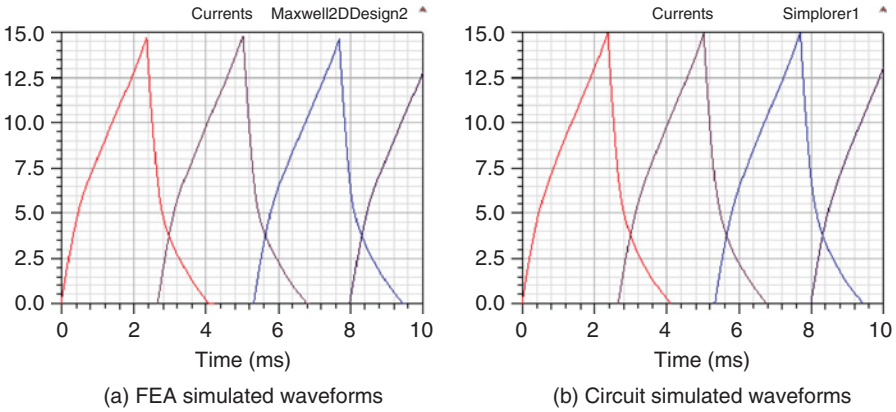 Currents Maxwell2DDesign2
15.0
12.5
10.0
7.5
5.0
2.5
0.0
0 2 4 6 8 10
Time (ms)
(a) FEA simulated waveforms
Currents Simplorer1
15.0
12.5
10.0
7.5
5.0
2.5
0.0
0 2 4 6 8 10
Time (ms)
(b) Circuit simulated waveforms